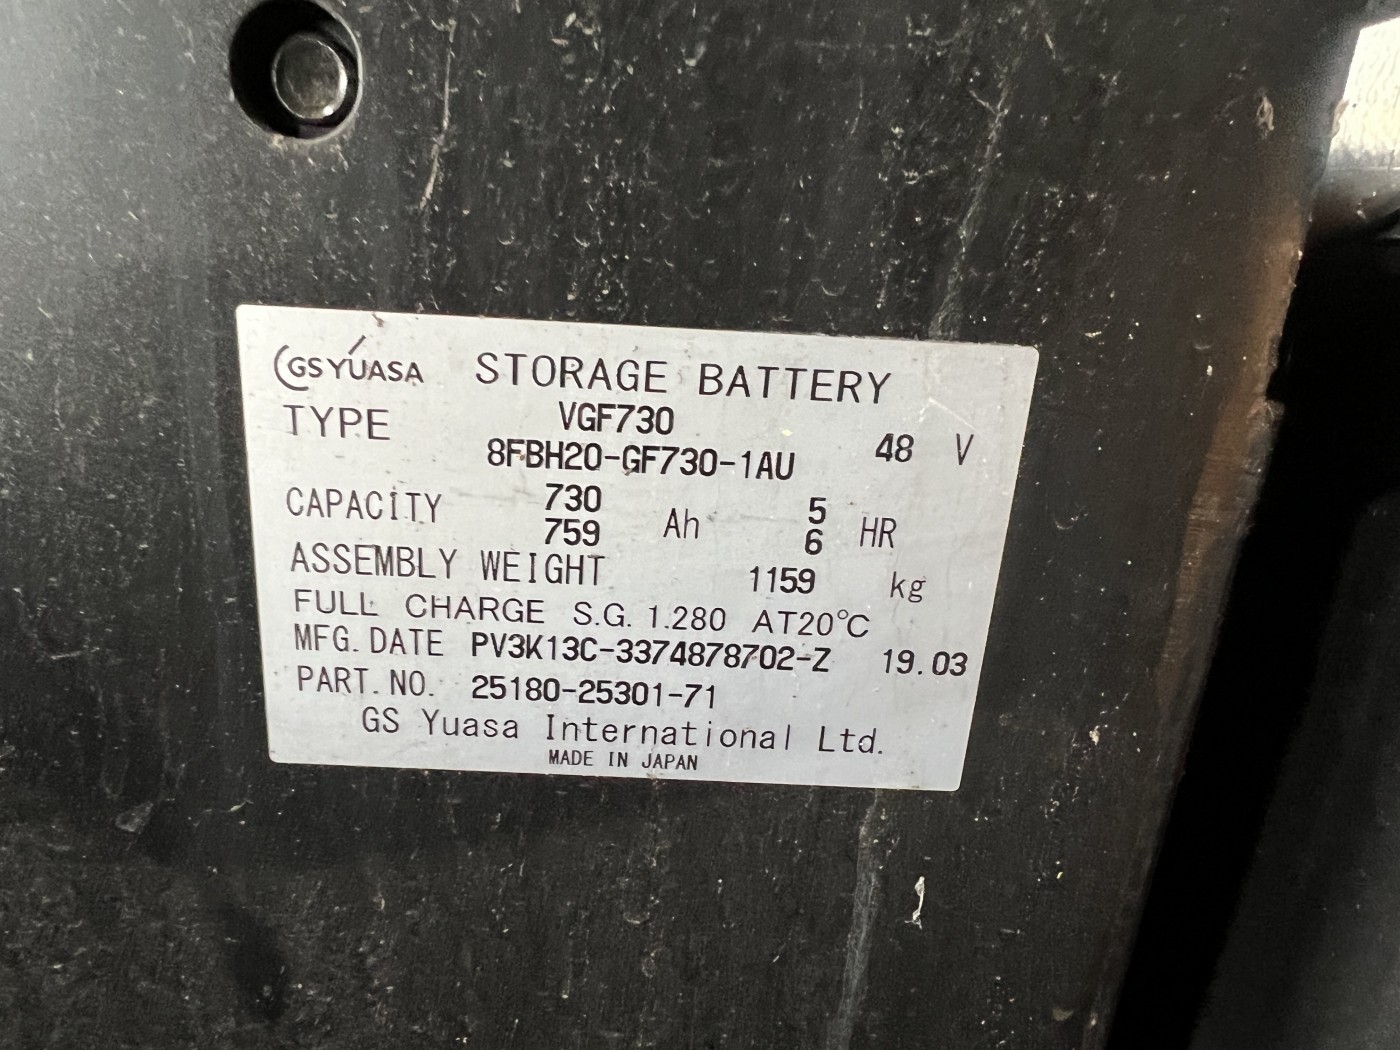 GS YUASA STORAGE BATTERY
TYPE VGF730 48 V
8FBH20-GF730-1AU
CAPACITY 730 Ah 5 HR
759 6
ASSEMBLY WEIGHT 1159 kg
FULL CHARGE S.G. 1.280 AT20°C
MFG. DATE PV3K13C-3374878702-Z 19.03
PART. NO. 25180-25301-71
GS Yuasa International Ltd.
MADE IN JAPAN